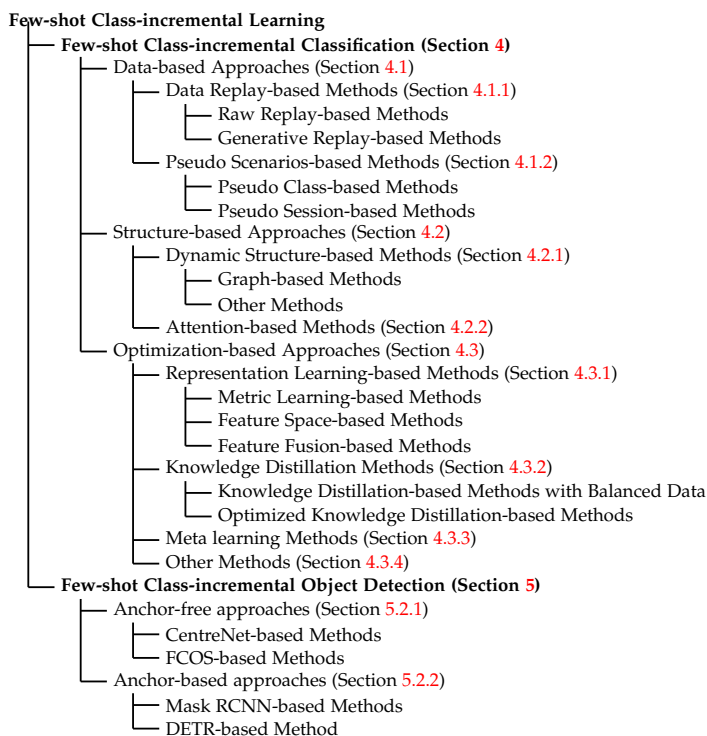 Few-shot Class-incremental Learning
Few-shot Class-incremental Classification (Section 4)
Data-based Approaches (Section 4.1)
Data Replay-based Methods (Section 4.1.1)
Raw Replay-based Methods
Generative Replay-based Methods
Pseudo Scenarios-based Methods (Section 4.1.2)
Pseudo Class-based Methods
Pseudo Session-based Methods
Structure-based Approaches (Section 4.2)
Dynamic Structure-based Methods (Section 4.2.1)
Graph-based Methods
Other Methods
Attention-based Methods (Section 4.2.2)
Optimization-based Approaches (Section 4.3)
Representation Learning-based Methods (Section 4.3.1)
Metric Learning-based Methods
Feature Space-based Methods
Feature Fusion-based Methods
Knowledge Distillation Methods (Section 4.3.2)
Knowledge Distillation-based Methods with Balanced Data
Optimized Knowledge Distillation-based Methods
Meta learning Methods (Section 4.3.3)
Other Methods (Section 4.3.4)
Few-shot Class-incremental Object Detection (Section 5)
Anchor-free approaches (Section 5.2.1)
CentreNet-based Methods
FCOS-based Methods
Anchor-based approaches (Section 5.2.2)
Mask RCNN-based Methods
DETR-based Method